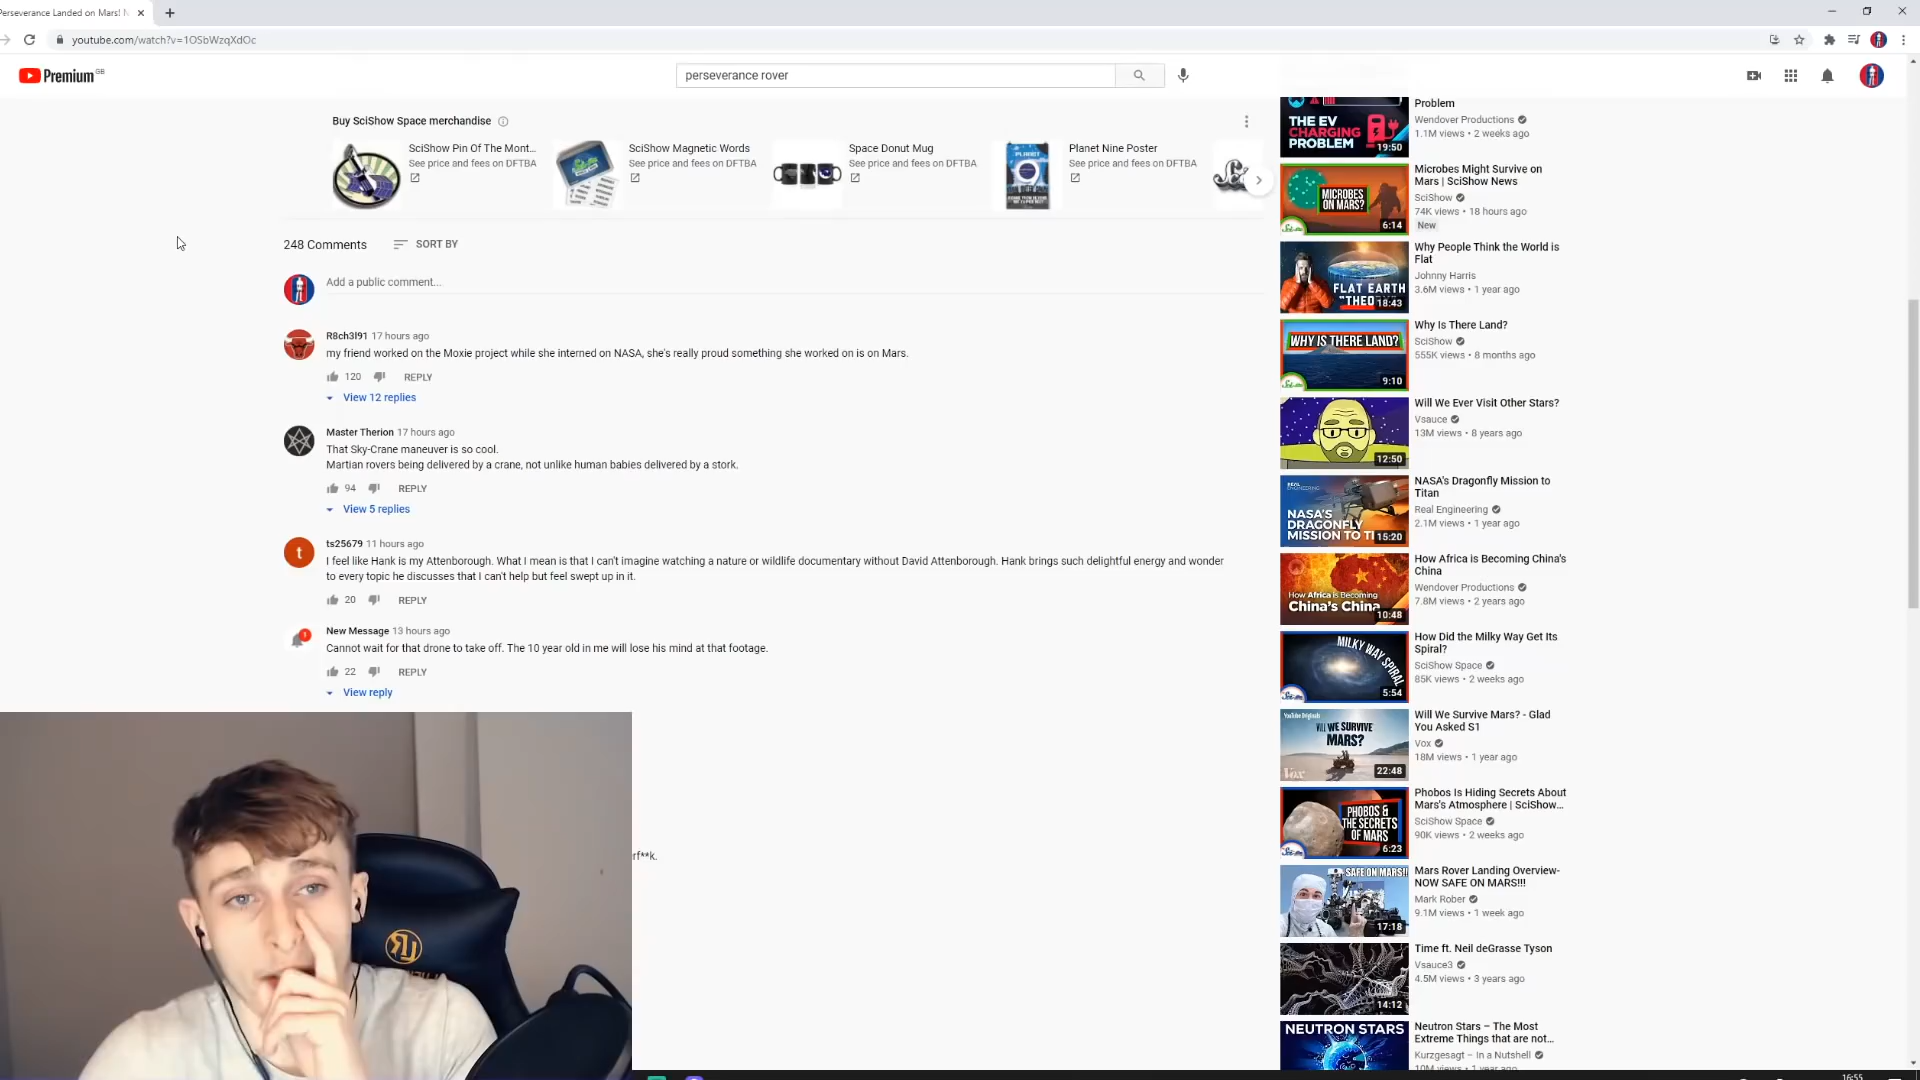 Perseverance Landed on Mars! N
youtube.com/watch?v=1OSbWzqXdOc
Premium GB
perseverance rover
Buy SciShow Space merchandise
SciShow Pin Of The Mont...
See price and fees on DFTBA
SciShow Magnetic Words
See price and fees on DFTBA
Space Donut Mug
See price and fees on DFTBA
Planet Nine Poster
See price and fees on DFTBA
248 Comments
SORT BY
Add a public comment...
R8ch3l91 17 hours ago
my friend worked on the Moxie project while she interned on NASA, she's really proud something she worked on is on Mars.
120 REPLY
View 12 replies
Master Therion 17 hours ago
That Sky-Crane maneuver is so cool.
Martian rovers being delivered by a crane, not unlike human babies delivered by a stork.
94 REPLY
View 5 replies
t
ts25679 11 hours ago
I feel like Hank is my Attenborough. What I mean is that I can't imagine watching a nature or wildlife documentary without David Attenborough. Hank brings such delightful energy and wonder
to every topic he discusses that I can't help but feel swept up in it.
20 REPLY
1
New Message 13 hours ago
Cannot wait for that drone to take off. The 10 year old in me will lose his mind at that footage.
22 REPLY
View reply
rf**k.
THE EV
CHARGING
PROBLEM
19:50
Problem
Wendover Productions
1.1M views • 2 weeks ago
MICROBES
ON MARS?
6:14
Microbes Might Survive on
Mars | SciShow News
SciShow
74K views • 18 hours ago
New
FLAT EARTH
18:43
Why People Think the World is
Flat
Johnny Harris
3.6M views • 1 year ago
WHY IS THERE LAND?
9:10
Why Is There Land?
SciShow
555K views • 8 months ago
12:50
Will We Ever Visit Other Stars?
Vsauce
13M views • 8 years ago
REAL
ENGINEERING
NASA'S
DRAGONFLY
MISSION TO TI
15:20
NASA's Dragonfly Mission to
Titan
Real Engineering
2.1M views • 1 year ago
How Africa is Becoming
China's China
10:48
How Africa is Becoming China's
China
Wendover Productions
7.8M views • 2 years ago
MILKY WAY SPIRAL
5:54
How Did the Milky Way Get Its
Spiral?
SciShow Space
85K views • 2 weeks ago
YouTube Originals
WILL WE SURVIVE
MARS?
Vox
22:48
Will We Survive Mars? - Glad
You Asked S1
Vox
18M views • 1 year ago
PHOBOS &
THE SECRETS
OF MARS
6:23
Phobos Is Hiding Secrets About
Mars's Atmosphere | SciShow...
SciShow Space
90K views • 2 weeks ago
SAFE ON MARS!!
17:18
Mars Rover Landing Overview-
NOW SAFE ON MARS!!!
Mark Rober
9.1M views • 1 week ago
14:12
Time ft. Neil deGrasse Tyson
Vsauce3
4.5M views • 3 years ago
NEUTRON STARS
Neutron Stars – The Most
Extreme Things that are not...
Kurzgesagt – In a Nutshell
10M views • 1 year ago
16:55